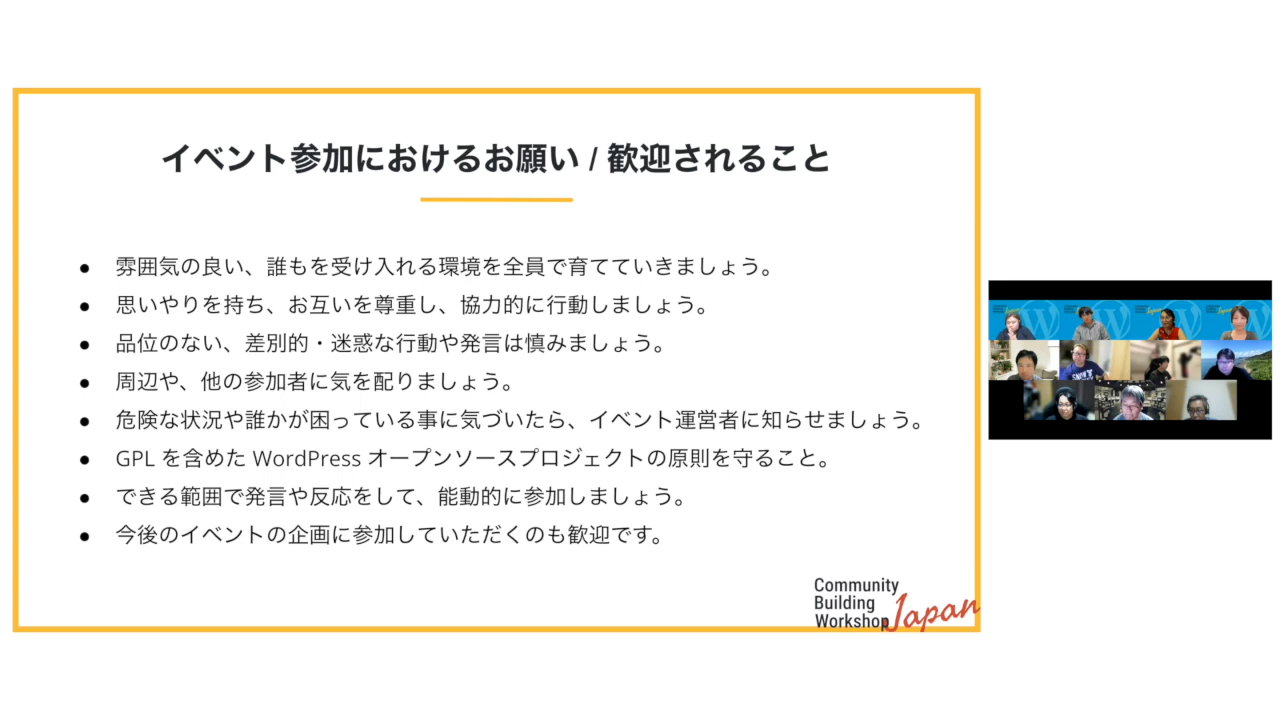 イベント参加におけるお願い / 歓迎されること
● 雰囲気の良い、誰もを受け入れる環境を全員で育てていきましょう。
● 思いやりを持ち、お互いを尊重し、協力的に行動しましょう。
● 品位のない、差別的・迷惑な行動や発言は慎みましょう。
● 周辺や、他の参加者に気を配りましょう。
● 危険な状況や誰かが困っている事に気づいたら、イベント運営者に知らせましょう。
● GPL を含めた WordPress オープンソースプロジェクトの原則を守ること。
● できる範囲で発言や反応をして、能動的に参加しましょう。
● 今後のイベントの企画に参加していただくのも歓迎です。
Community
Building
Workshop Japan